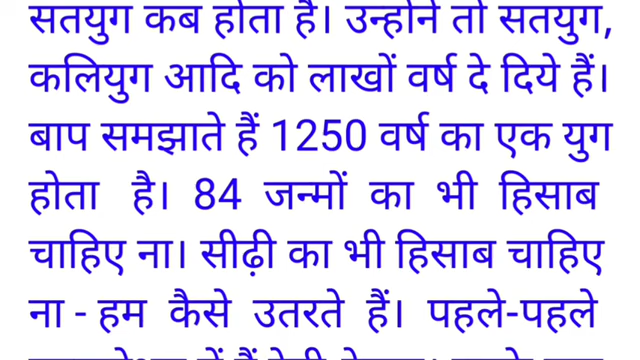 सतयुग कब होता है। उन्होंने तो सतयुग,
कलियुग आदि को लाखों वर्ष दे दिये हैं।
बाप समझाते हैं 1250 वर्ष का एक युग
होता है। 84 जन्मों का भी हिसाब
चाहिए ना। सीढ़ी का भी हिसाब चाहिए
ना - हम कैसे उतरते हैं। पहले-पहले